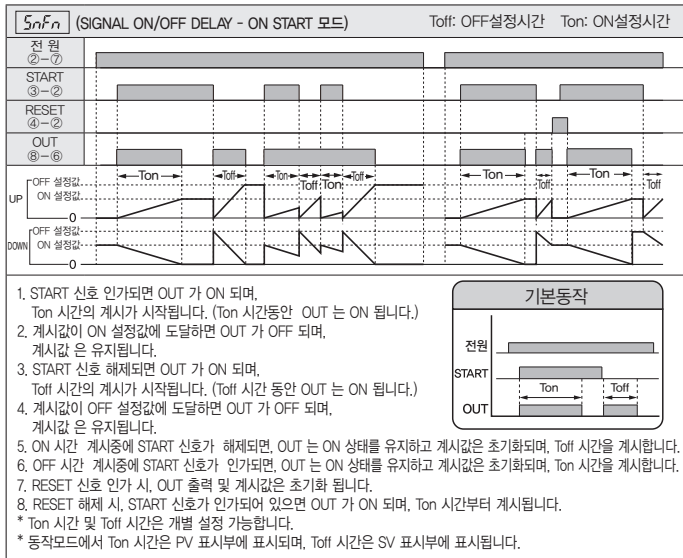 SnFn (SIGNAL ON/OFF DELAY - ON START 모드) Toff: OFF설정시간 Ton: ON설정시간
전 원
②-⑦
START
③-②
RESET
④-②
OUT
⑧-⑥
Ton Toff Ton Toff Ton Toff Ton Toff Ton Toff
UP
OFF 설정값
ON 설정값
0
DOWN
OFF 설정값
ON 설정값
0
1. START 신호 인가되면 OUT 가 ON 되며,
Ton 시간의 계시가 시작됩니다. (Ton 시간동안 OUT 는 ON 됩니다.)
2. 계시값이 ON 설정값에 도달하면 OUT 가 OFF 되며,
계시값 은 유지됩니다.
3. START 신호 해제되면 OUT 가 ON 되며,
Toff 시간의 계시가 시작됩니다. (Toff 시간 동안 OUT 는 ON 됩니다.)
4. 계시값이 OFF 설정값에 도달하면 OUT 가 OFF 되며,
계시값 은 유지됩니다.
기본동작
전원
START
Ton Toff
OUT
5. ON 시간 계시중에 START 신호가 해제되면, OUT 는 ON 상태를 유지하고 계시값은 초기화되며, Toff 시간을 계시합니다.
6. OFF 시간 계시중에 START 신호가 인가되면, OUT 는 ON 상태를 유지하고 계시값은 초기화되며, Ton 시간을 계시합니다.
7. RESET 신호 인가 시, OUT 출력 및 계시값은 초기화 됩니다.
8. RESET 해제 시, START 신호가 인가되어 있으면 OUT 가 ON 되며, Ton 시간부터 계시됩니다.
* Ton 시간 및 Toff 시간은 개별 설정 가능합니다.
* 동작모드에서 Ton 시간은 PV 표시부에 표시되며, Toff 시간은 SV 표시부에 표시됩니다.